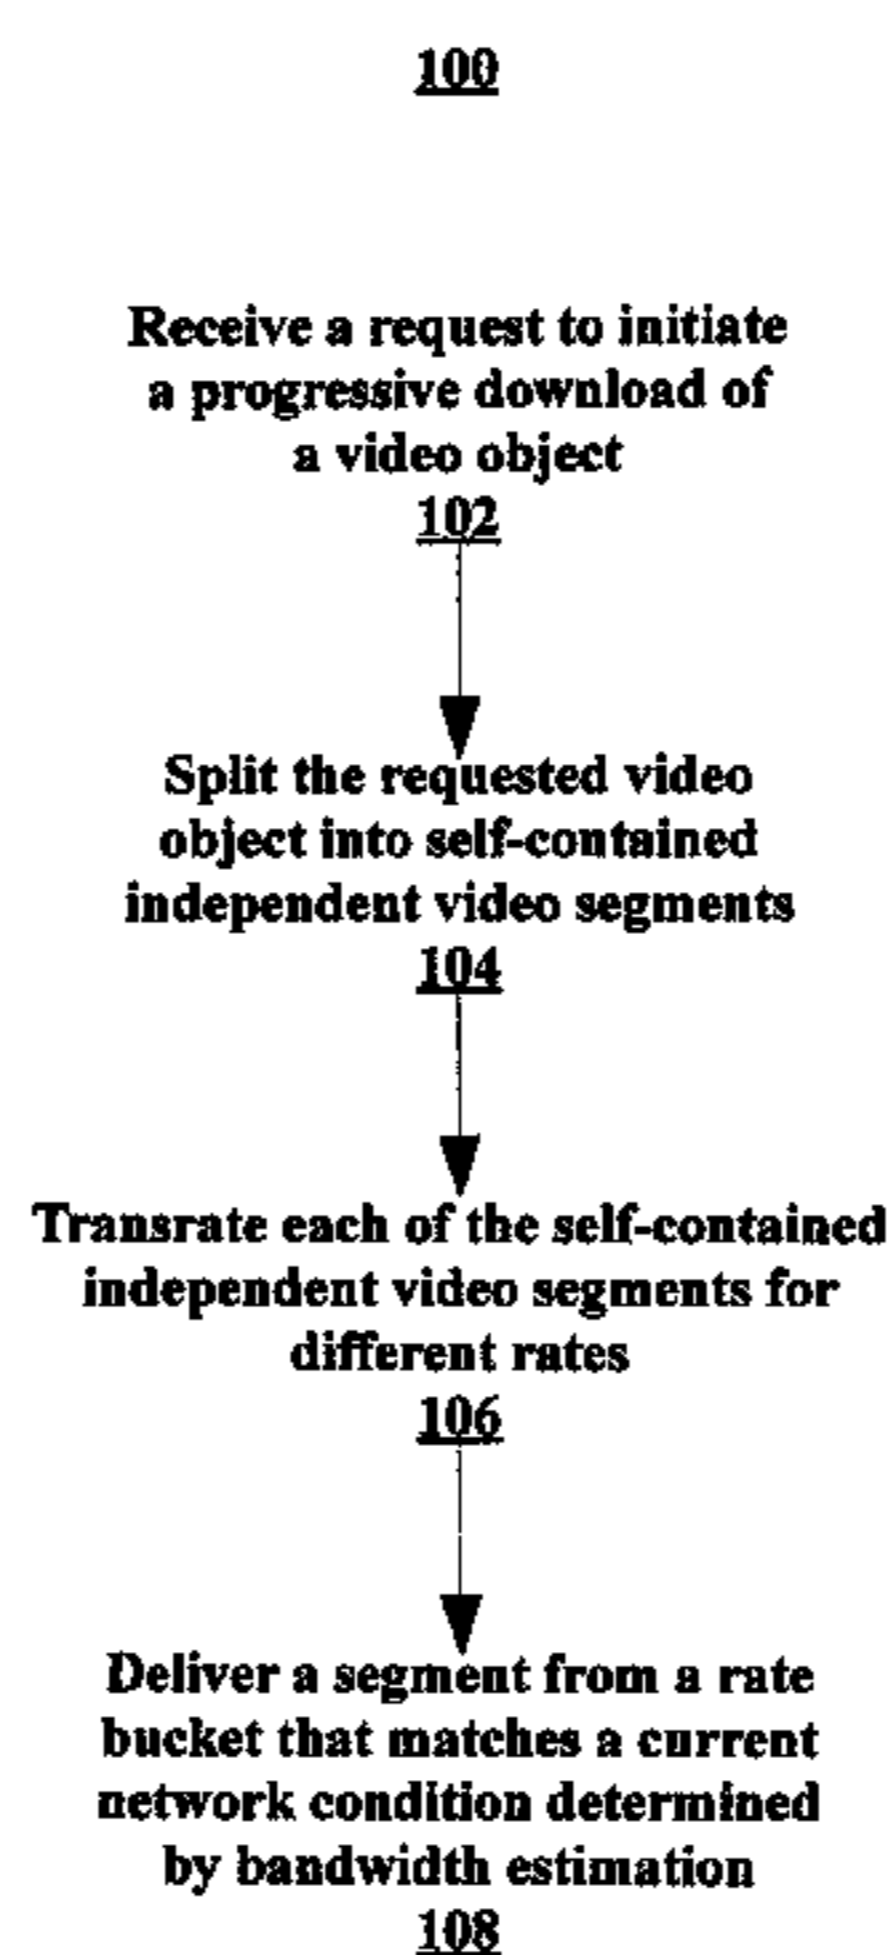 100
Receive a request to initiate
a progressive download of
a video object
102
Split the requested video
object into self-contained
independent video segments
104
Transrate each of the self-contained
independent video segments for
different rates
106
Deliver a segment from a rate
bucket that matches a current
network condition determined
by bandwidth estimation
108